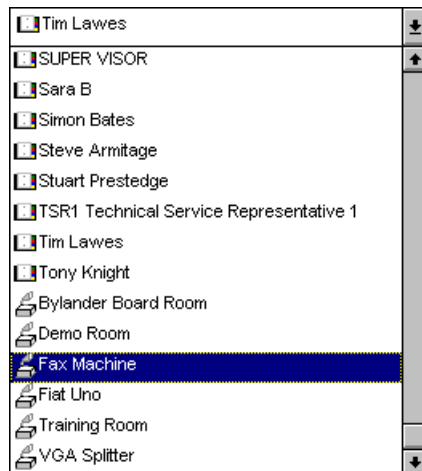 Tim Lawes
SUPER VISOR
Sara B
Simon Bates
Steve Armitage
Stuart Prestedge
TSR1 Technical Service Representative 1
Tim Lawes
Tony Knight
Bylander Board Room
Demo Room
Fax Machine
Fiat Uno
Training Room
VGA Splitter